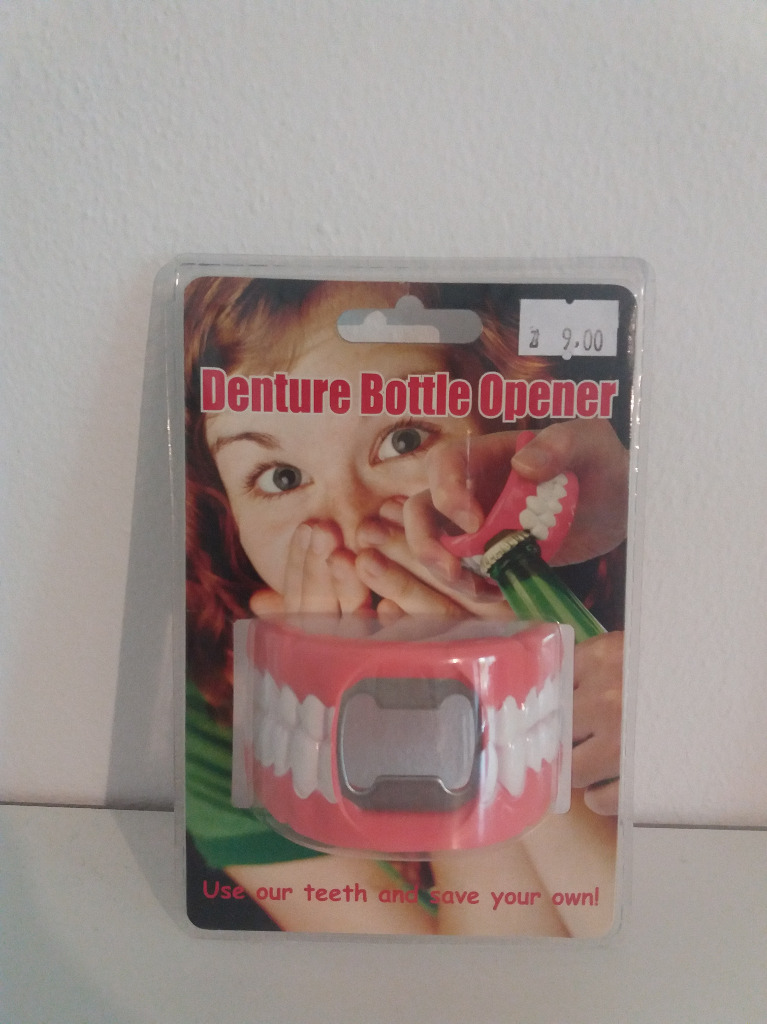 9.00
Denture Bottle Opener
Use our teeth and save your own!